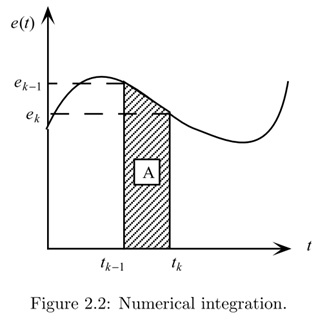 e(t)
e_{k-1}
e_k
A
t
t_{k-1} t_k
Figure 2.2: Numerical integration.